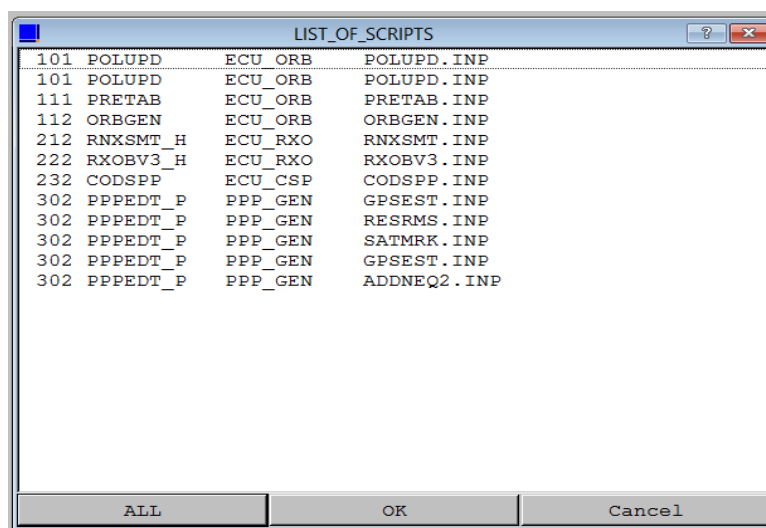 LIST_OF_SCRIPTS ?
101 POLUPD ECU_ORB POLUPD.INP
101 POLUPD ECU_ORB POLUPD.INP
111 PRETAB ECU_ORB PRETAB.INP
112 ORBGEN ECU_ORB ORBGEN.INP
212 RNXSMT_H ECU_RXO RNXSMT.INP
222 RXOBV3_H ECU_RXO RXOBV3.INP
232 CODSPP ECU_CSP CODSPP.INP
302 PPPEDT_P PPP_GEN GPSEST.INP
302 PPPEDT_P PPP_GEN RESRMS.INP
302 PPPEDT_P PPP_GEN SATMRK.INP
302 PPPEDT_P PPP_GEN GPSEST.INP
302 PPPEDT_P PPP_GEN ADDNEQ2.INP
ALL OK Cancel